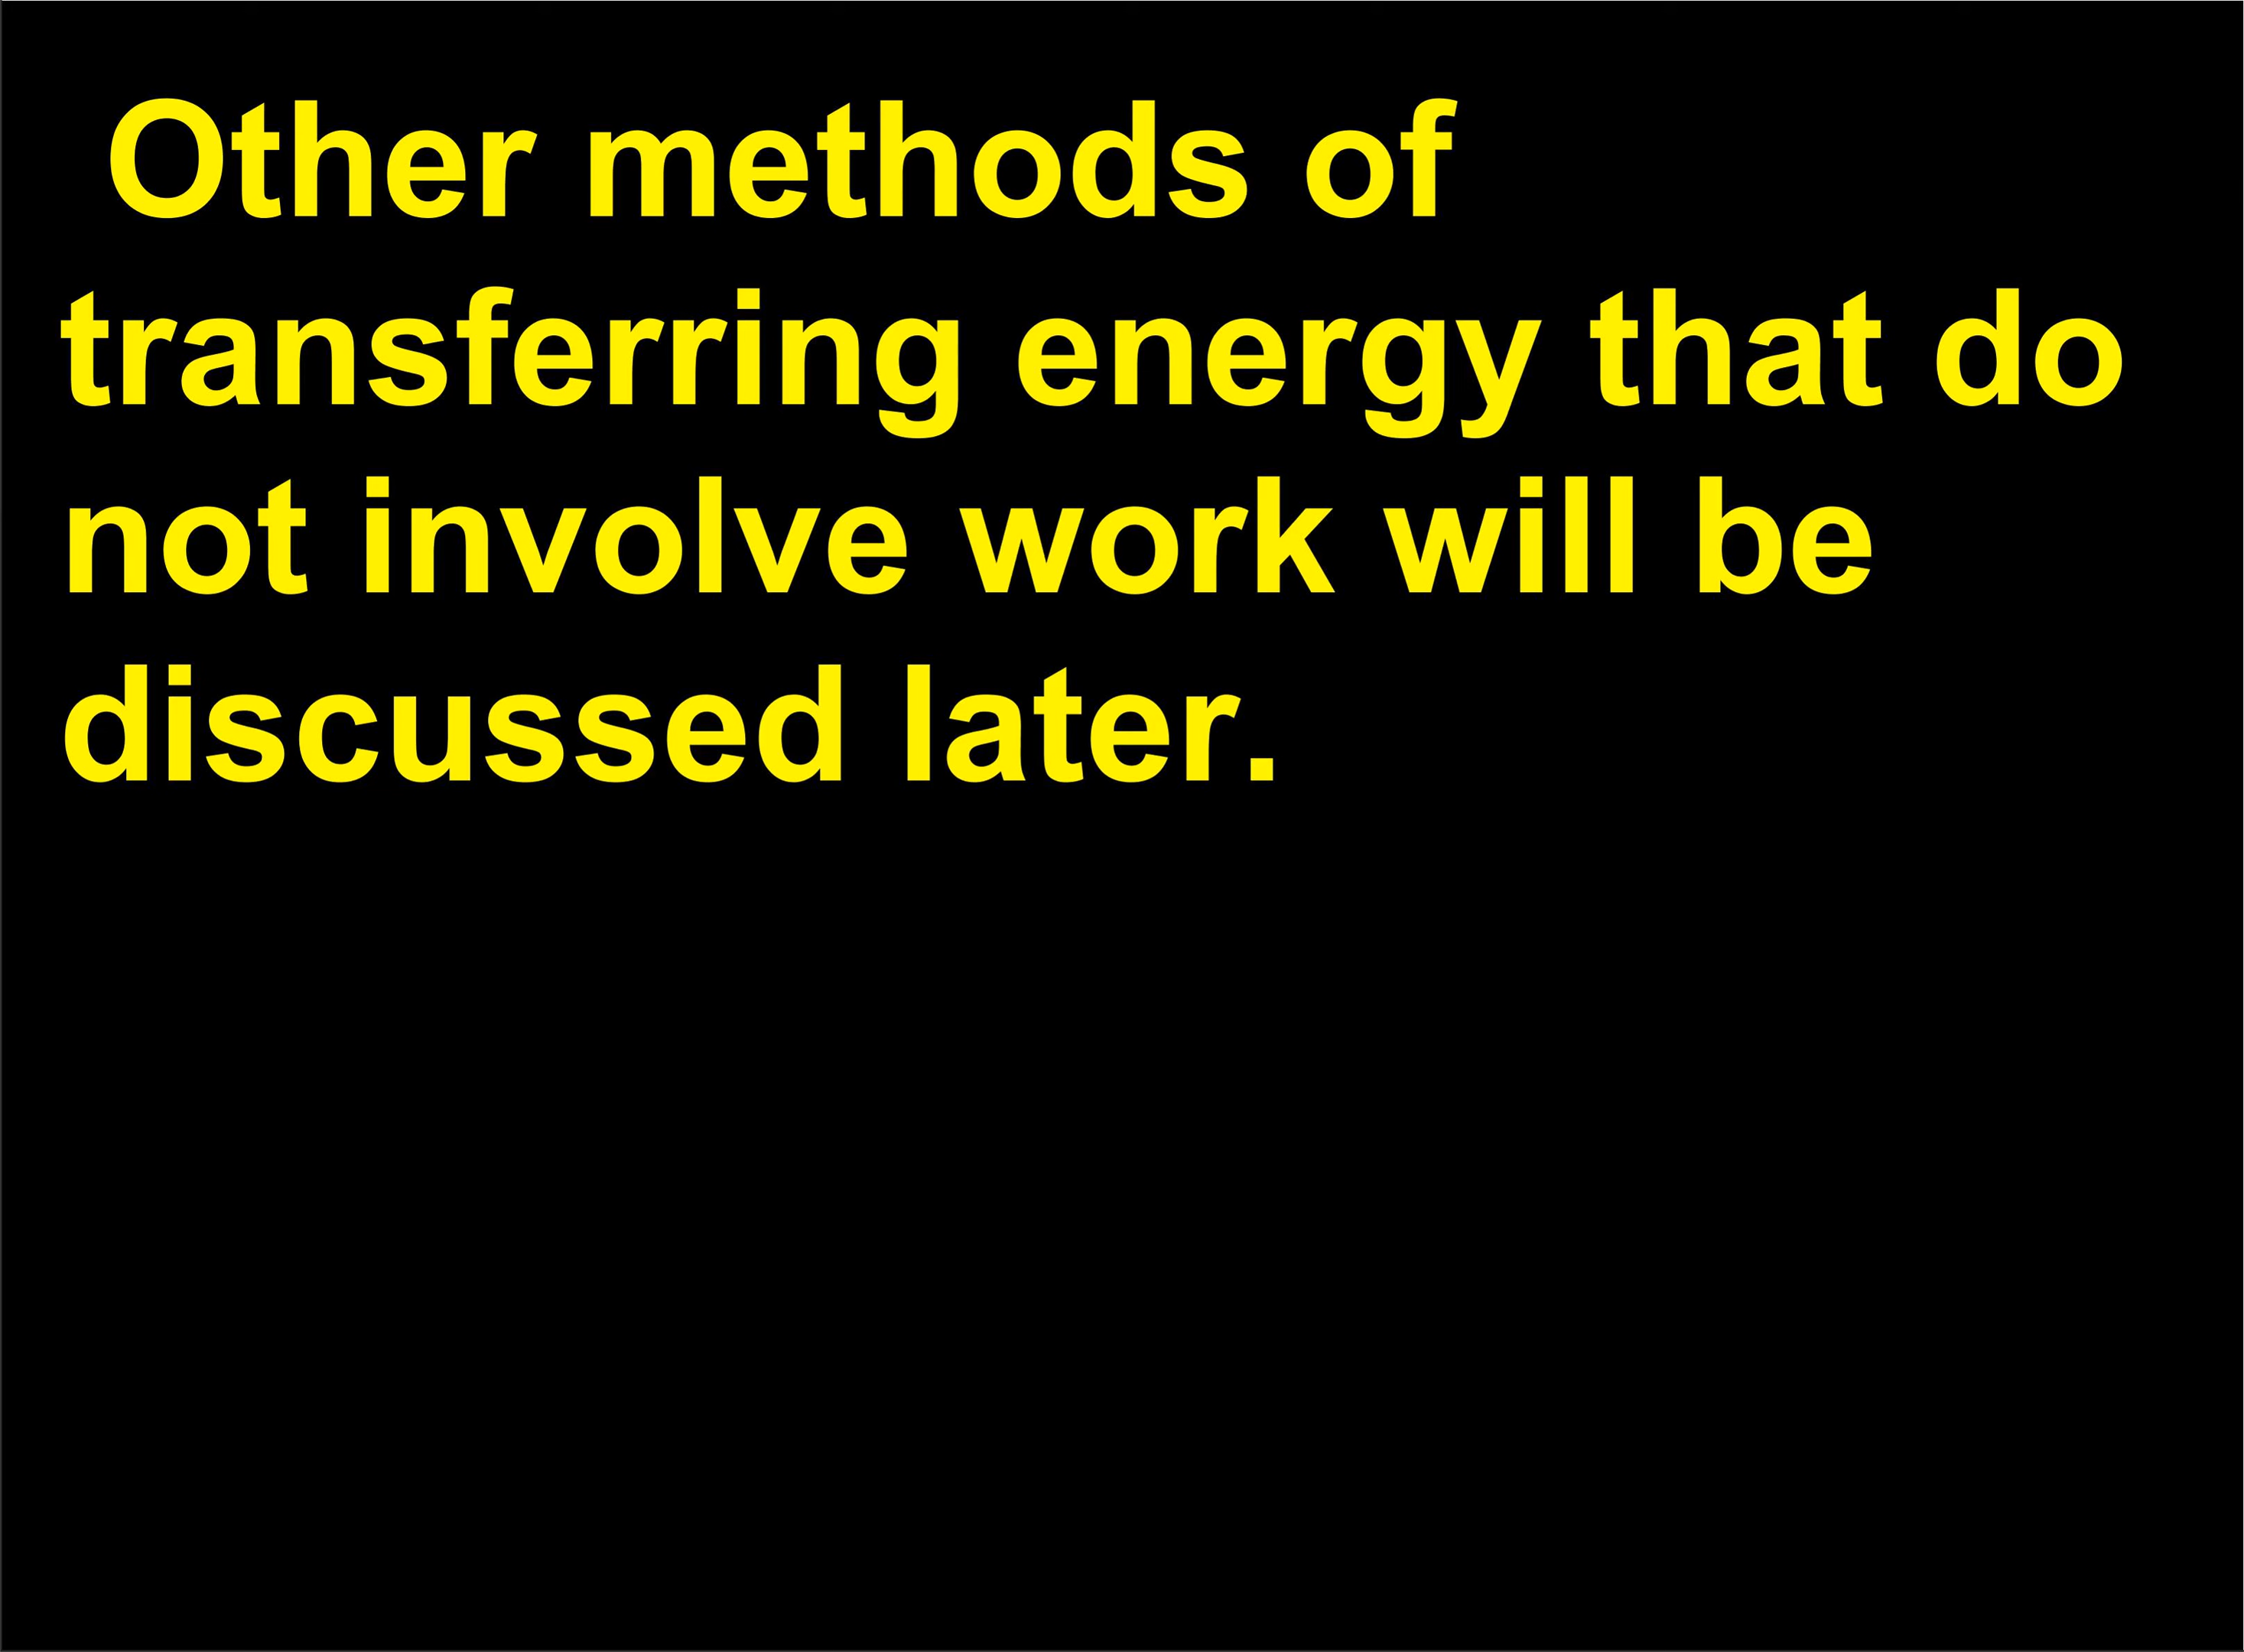 Other methods of
transferring energy that do
not involve work will be
discussed later.